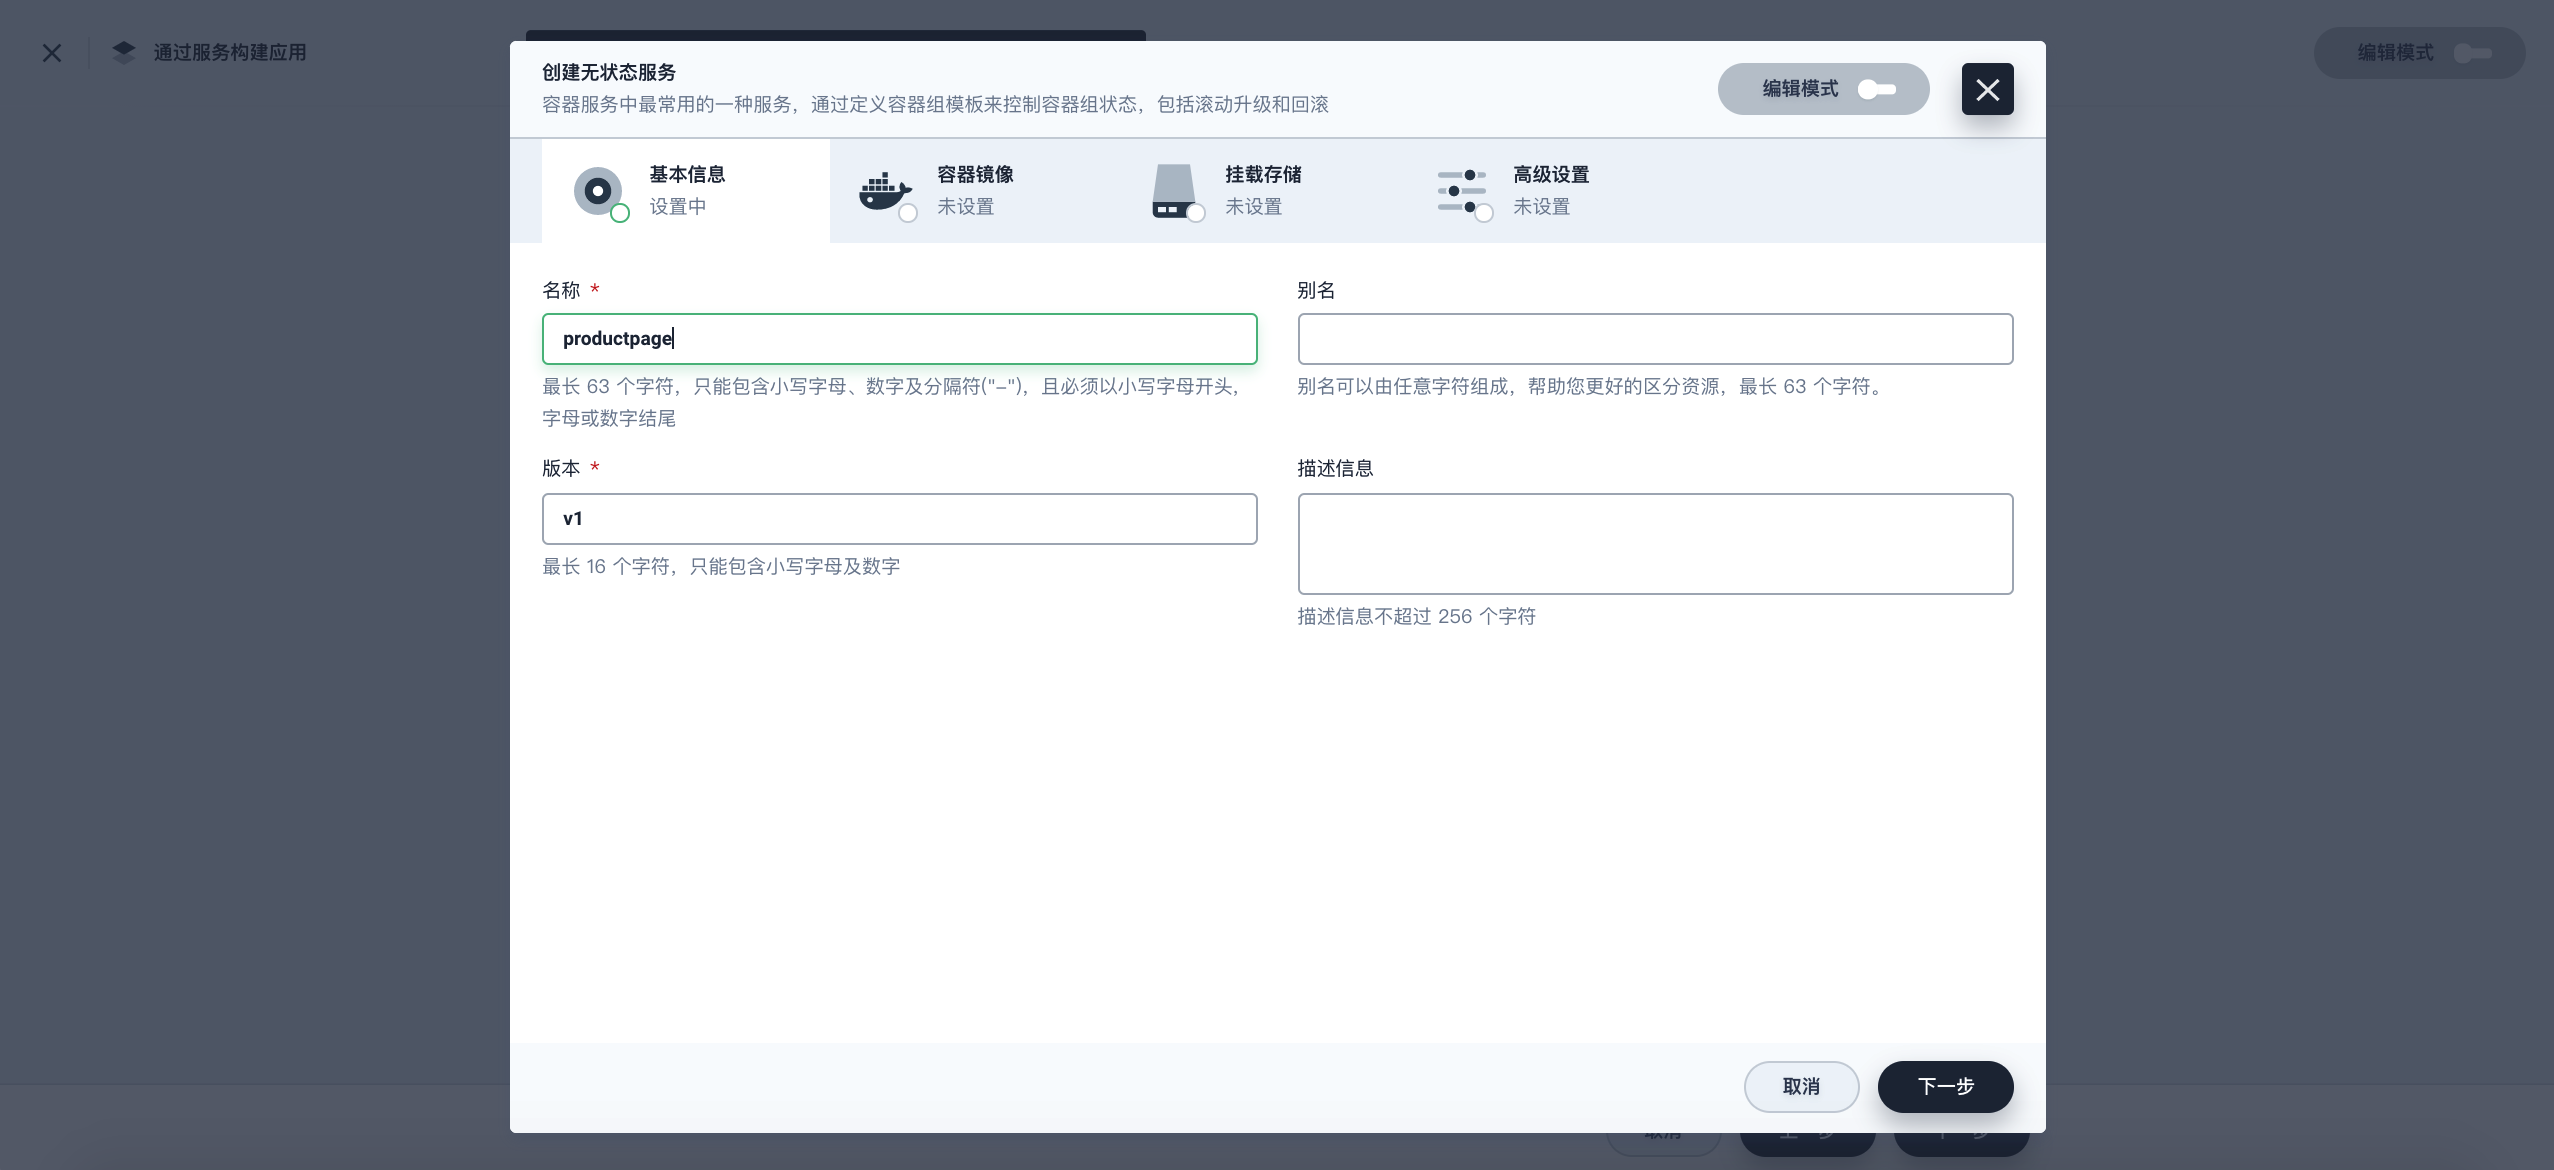 通过服务构建应用
编辑模式
创建无状态服务
容器服务中最常用的一种服务，通过定义容器组模板来控制容器组状态，包括滚动升级和回滚
编辑模式
基本信息
设置中
容器镜像
未设置
挂载存储
未设置
高级设置
未设置
名称 *
productpage
最长 63 个字符，只能包含小写字母、数字及分隔符("-")，且必须以小写字母开头，
字母或数字结尾
别名
别名可以由任意字符组成，帮助您更好的区分资源，最长 63 个字符。
版本 *
v1
最长 16 个字符，只能包含小写字母及数字
描述信息
描述信息不超过 256 个字符
取消
下一步